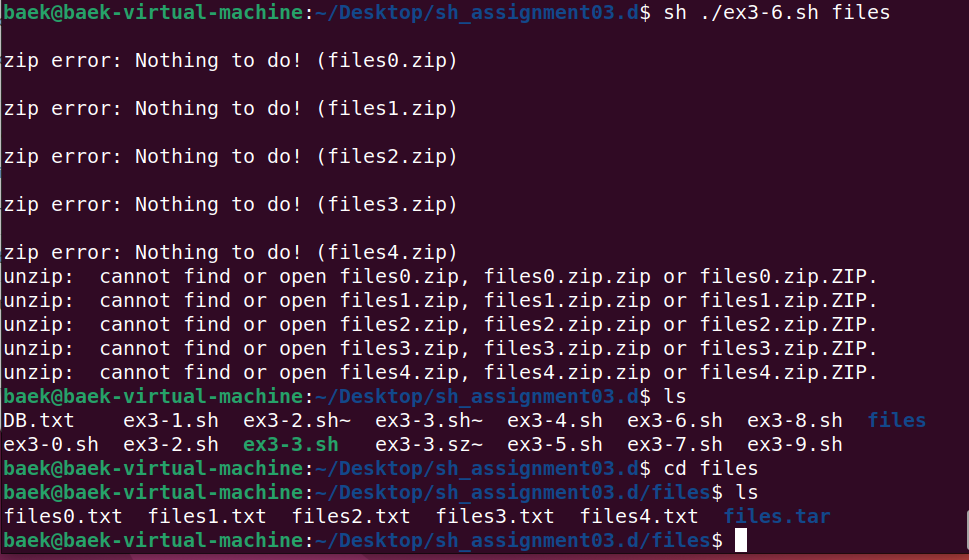 baek@baek-virtual-machine:~/Desktop/sh_assignment03.d$ sh ./ex3-6.sh files
zip error: Nothing to do! (files0.zip)
zip error: Nothing to do! (files1.zip)
zip error: Nothing to do! (files2.zip)
zip error: Nothing to do! (files3.zip)
zip error: Nothing to do! (files4.zip)
unzip:  cannot find or open files0.zip, files0.zip.zip or files0.zip.ZIP.
unzip:  cannot find or open files1.zip, files1.zip.zip or files1.zip.ZIP.
unzip:  cannot find or open files2.zip, files2.zip.zip or files2.zip.ZIP.
unzip:  cannot find or open files3.zip, files3.zip.zip or files3.zip.ZIP.
unzip:  cannot find or open files4.zip, files4.zip.zip or files4.zip.ZIP.
baek@baek-virtual-machine:~/Desktop/sh_assignment03.d$ ls
DB.txt    ex3-1.sh  ex3-2.sh~  ex3-3.sh~  ex3-4.sh  ex3-6.sh  ex3-8.sh  files
ex3-0.sh  ex3-2.sh  ex3-3.sh   ex3-3.sz~  ex3-5.sh  ex3-7.sh  ex3-9.sh
baek@baek-virtual-machine:~/Desktop/sh_assignment03.d$ cd files
baek@baek-virtual-machine:~/Desktop/sh_assignment03.d/files$ ls
files0.txt  files1.txt  files2.txt  files3.txt  files4.txt  files.tar
baek@baek-virtual-machine:~/Desktop/sh_assignment03.d/files$